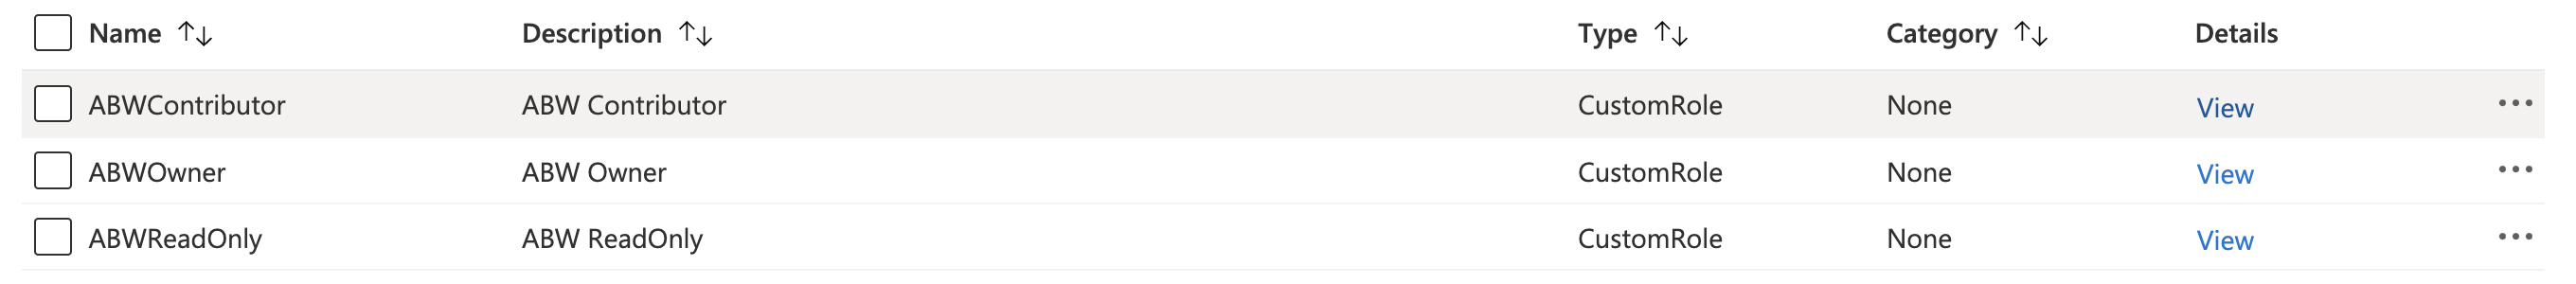 Name ↑↓ Description ↑↓ Type ↑↓ Category ↑↓ Details
ABWContributor ABW Contributor CustomRole None View ...
ABWOwner ABW Owner CustomRole None View ...
ABWReadOnly ABW ReadOnly CustomRole None View ...